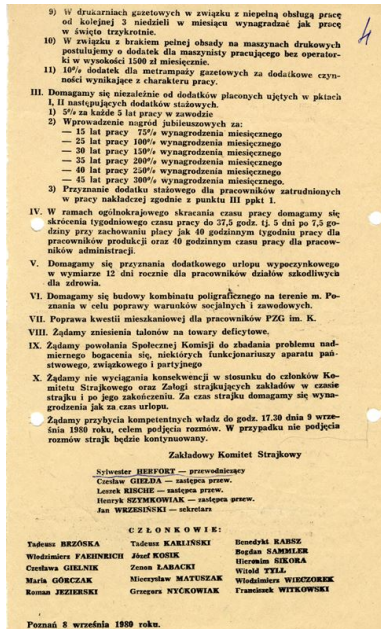 4
9) W drukarniach gazetowych w związku z niepełną obsługą pracę
od kolejnej 3 niedzieli w miesiącu wynagradzać jak pracę
w święto trzykrotnie.
10) W związku z brakiem pełnej obsady na maszynach drukowych
postulujemy o dodatek dla maszynisty pracującego bez operator-
ki w wysokości 1500 zł miesięcznie.
11) 10% dodatek dla metrampaży gazetowych za dodatkowe czyn-
ności wynikające z charakteru pracy.
III. Domagamy się niezależnie od dodatków płacowych ujętych w pktach
I, II następujących dodatków stażowych.
1) 5% za każde 5 lat pracy w zawodzie
2) Wprowadzenie nagród jubileuszowych za:
— 15 lat pracy 75% wynagrodzenia miesięcznego
— 25 lat pracy 100% wynagrodzenia miesięcznego
— 30 lat pracy 150% wynagrodzenia miesięcznego
— 35 lat pracy 200% wynagrodzenia miesięcznego
— 40 lat pracy 250% wynagrodzenia miesięcznego
— 45 lat pracy 300% wynagrodzenia miesięcznego.
3) Przyznanie dodatku stażowego dla pracowników zatrudnionych
w pracy nakładczej zgodnie z punktu III ppkt 1.
IV. W ramach ogólnokrajowego skracania czasu pracy domagamy się
skrócenia tygodniowego czasu pracy do 37,5 godz. tj. 5 dni po 7,5 go-
dziny przy zachowaniu płacy jak 40 godzinnym tygodniu pracy dla
pracowników produkcji oraz 40 godzinnym czasu pracy dla pracow-
ników administracji.
V. Domagamy się przyznania dodatkowego urlopu wypoczynkowego
w wymiarze 12 dni rocznie dla pracowników działów szkodliwych
dla zdrowia.
VI. Domagamy się budowy kombinatu poligraficznego na terenie m. Po-
znania w celu poprawy warunków socjalnych i zawodowych.
VII. Poprawa kwestii mieszkaniowej dla pracowników PZG im. K.
VIII. Żądamy zniesienia talonów na towary deficytowe.
IX. Żądamy powołania Społecznej Komisji do zbadania problemu nad-
miernego bogacenia się, niektórych funkcjonariuszy aparatu pań-
stwowego, związkowego i partyjnego
X. Żądamy nie wyciągania konsekwencji w stosunku do członków Ko-
mitetu Strajkowego oraz Załogi strajkujących zakładów w czasie
strajku i po jego zakończeniu. Za czas strajku domagamy się wyna-
grodzenia jak za czas urlopu.
Żądamy przybycia kompetentnych władz do godz. 17.30 dnia 9 wrze-
śnia 1980 roku, celem podjęcia rozmów. W przypadku nie podjęcia
rozmów strajk będzie kontynuowany.
Zakładowy Komitet Strajkowy
Sylwester HERFORT — przewodniczący
Czesław GIEŁDA — zastępca przew.
Leszek RISCHE — zastępca przew.
Henryk SZYMKOWIAK — zastępca przew.
Jan WRZESIŃSKI — sekretarz
CZŁONKOWIE:
Tadeusz BRZÓSKA
Włodzimierz FAEHNRICH
Czesława GIELNIK
Maria GÓRCZAK
Roman JEZIERSKI
Tadeusz KARLIŃSKI
Józef KOSIK
Zenon ŁABACKI
Mieczysław MATUSZAK
Grzegorz NYĆKOWIAK
Benedykt RABSZ
Bogdan SAMMLER
Hieronim SIKORA
Witold TYLL
Włodzimierz WIECZOREK
Franciszek WITKOWSKI
Poznań 8 września 1980 roku.